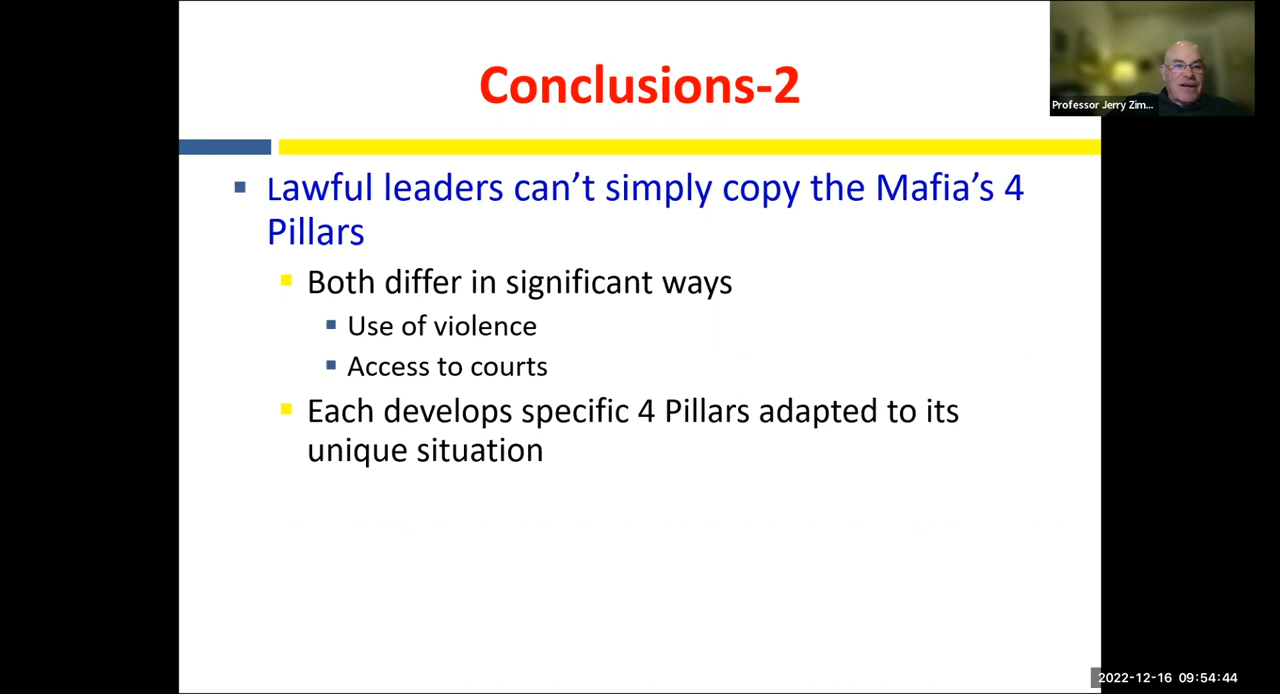 Conclusions-2
Professor Jerry Zim...
Lawful leaders can’t simply copy the Mafia’s 4
Pillars
Both differ in significant ways
Use of violence
Access to courts
Each develops specific 4 Pillars adapted to its
unique situation
2022-12-16 09:54:44